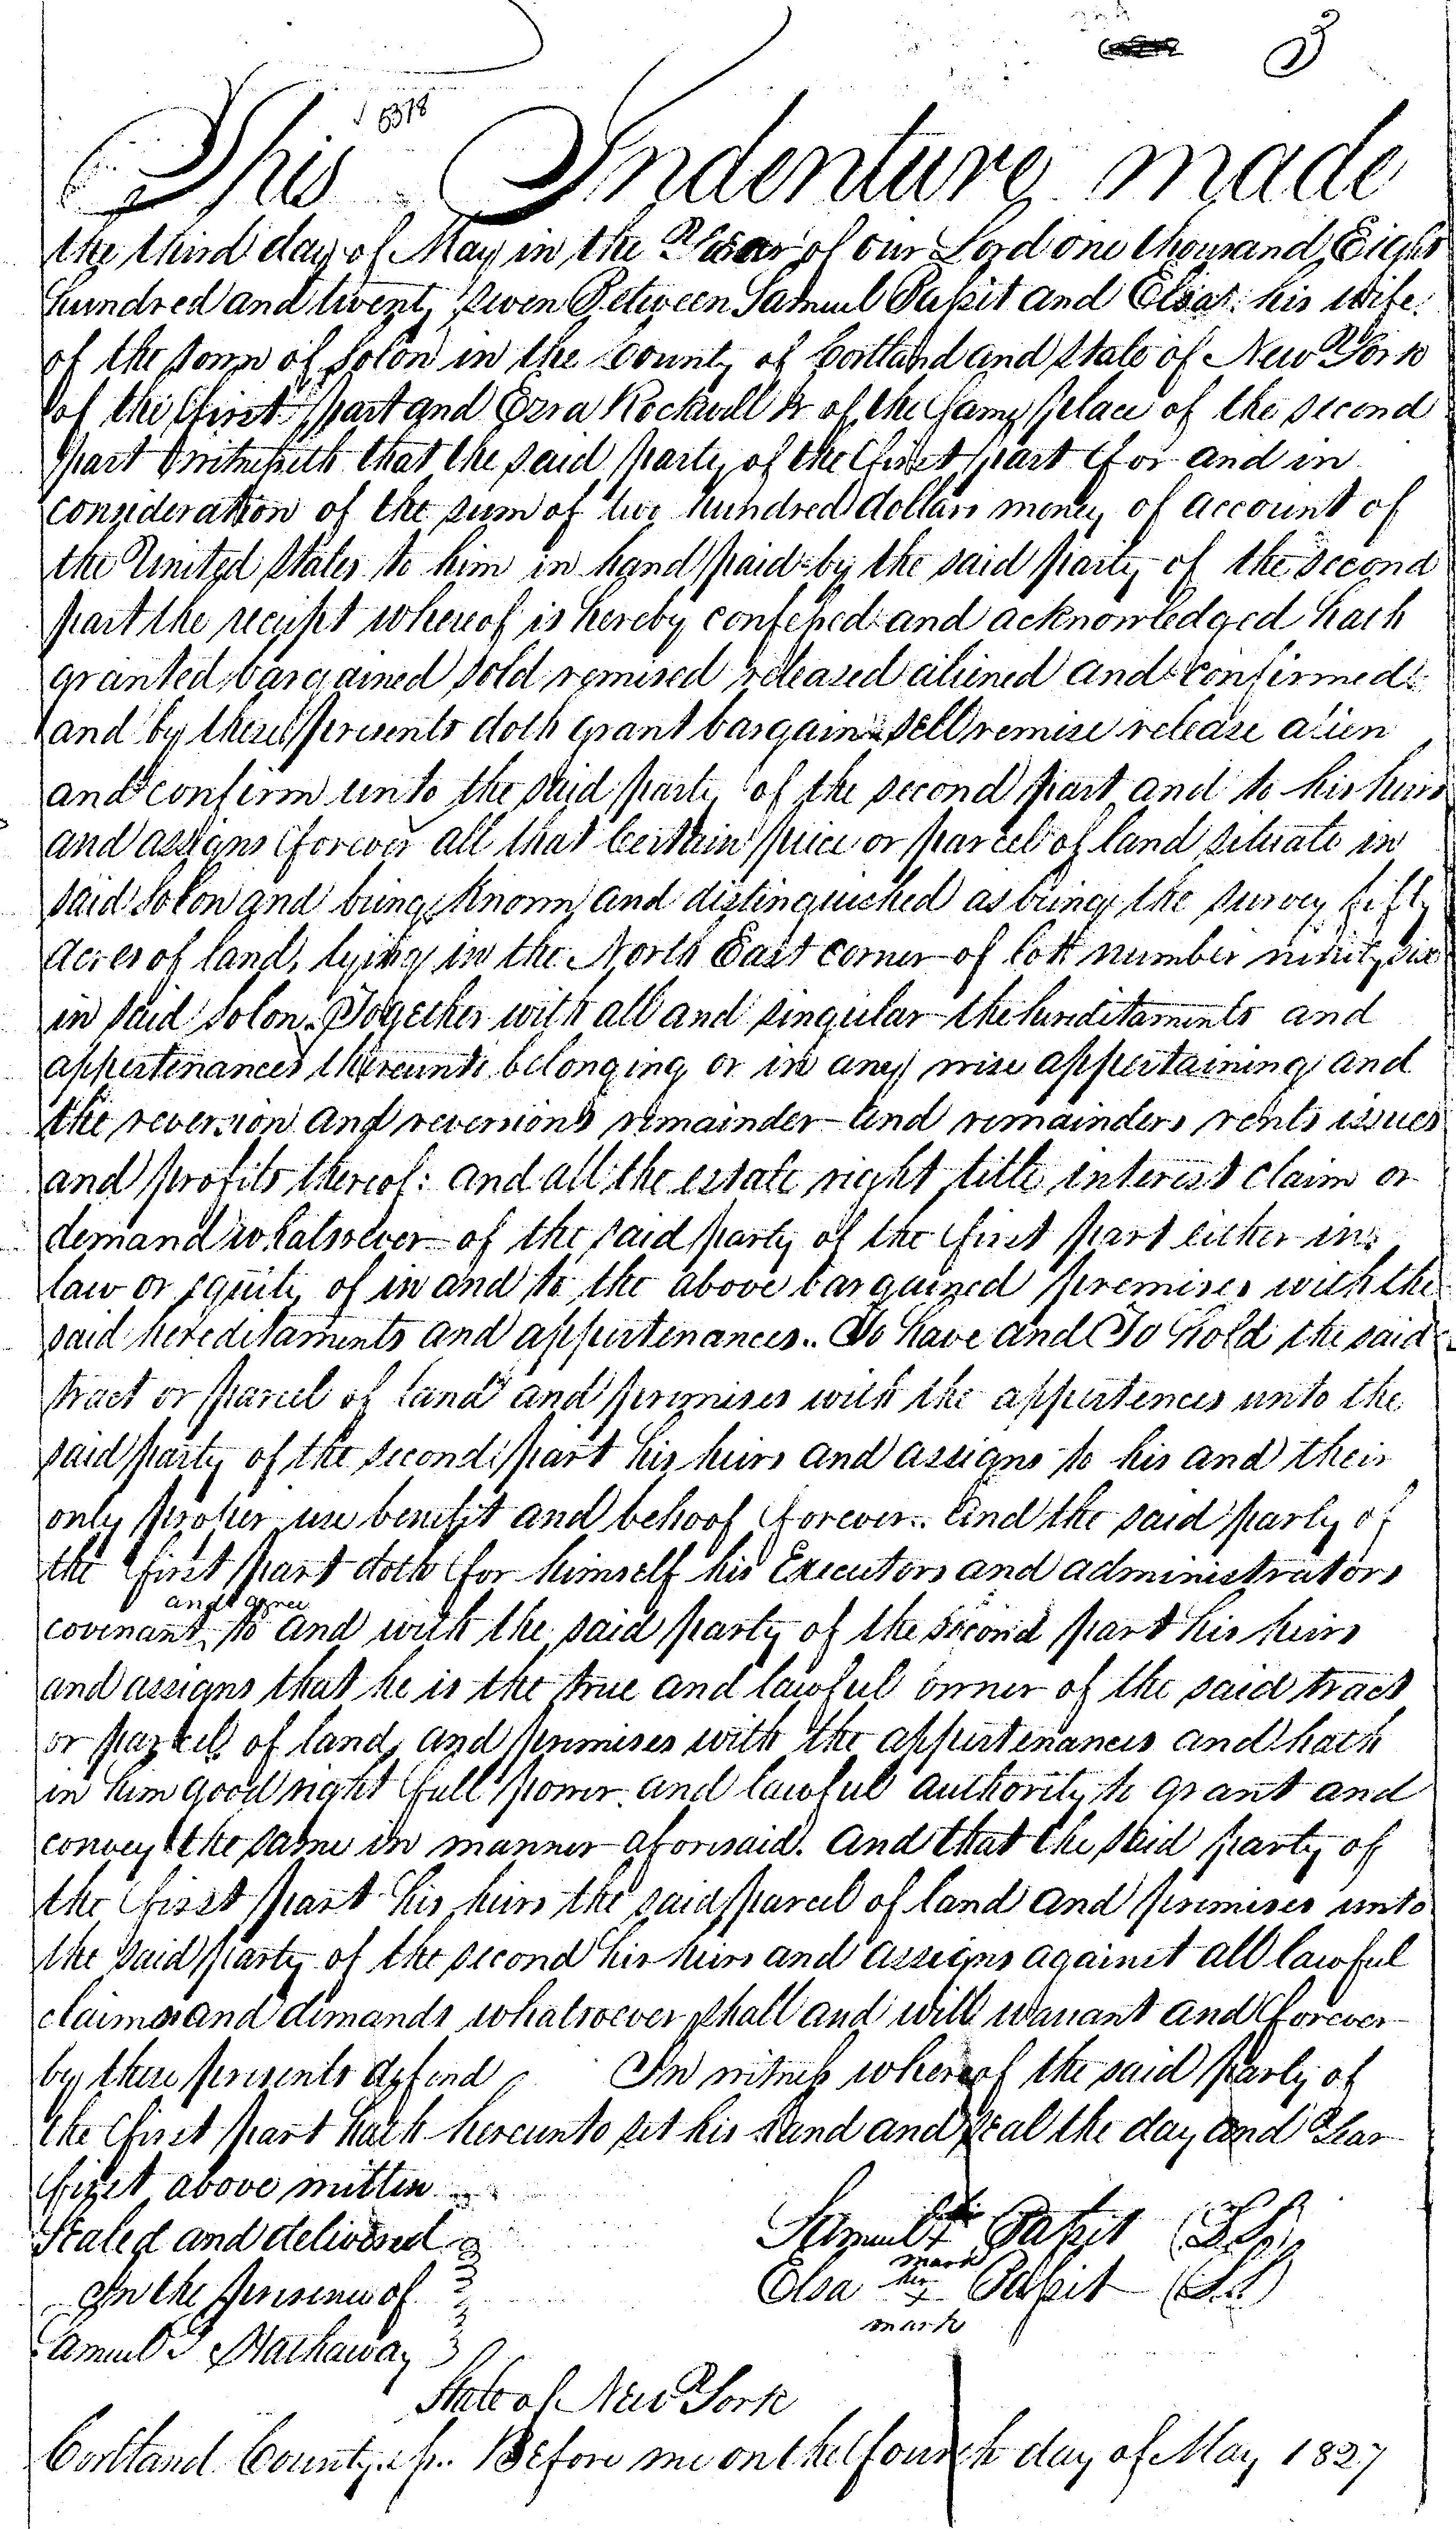 3
5378
This Indenture made
the third day of May in the Year of our Lord one thousand Eight
hundred and twenty seven Between Samuel Passit and Elsa his wife
of the town of Solon in the County of Cortland and State of New York
of the first part and Ezra Rockwell Jr of the same place of the second
part Witnesseth that the said party of the first part for and in
consideration of the sum of two hundred dollars money of account of
the United States to him in hand paid by the said party of the second
part the receipt whereof is hereby confessed and acknowledged hath
granted bargained sold remised released aliened and confirmed
and by these presents doth grant bargain sell remise release alien
and confirm unto the said party of the second part and to his heirs
and assigns forever all that certain piece or parcel of land situate in
said Solon and being known and distinguished as being the survey fifty
acres of land, lying in the North East corner of lott number ninety six
in said Solon. Together with all and singular the hereditaments and
appertenances thereunto belonging or in any wise appertaining and
the reversion and reversions remainder and remainders rents issues
and profits thereof: and all the estate right title interest claim or
demand whatsoever of the said party of the first part either in
law or equity of in and to the above bargained premises with the
said hereditaments and appertenances.. To have and To hold the said
tract or parcel of land and premises with the appertences unto the
said party of the second part his heirs and assigns to his and their
only proper use benefit and behoof forever.. And the said party of
the first part doth for himself his Executors and administrators
and agree
covenant to and with the said party of the second part his heirs
and assigns that he is the true and lawful owner of the said tract
or parcel of land and premises with the appertenances and hath
in him good right full power and lawful authority to grant and
convey the same in manner aforesaid. And that the said party of
the first part his heirs the said parcel of land and premises unto
the said party of the second his heirs and assigns against all lawful
claims and demands whatsoever shall and will warrant and forever
by these presents defend In witness whereof the said party of
the first part hath hereunto set his hand and seal the day and Year
first above written
Sealed and delivered
In the presence of
Samuel G Hathaway
his
Samuel + Passit (LS)
mark
her
Elsa + Passit (LS)
mark
State of New York
Cortland County ss. Before me on the fourth day of May 1827